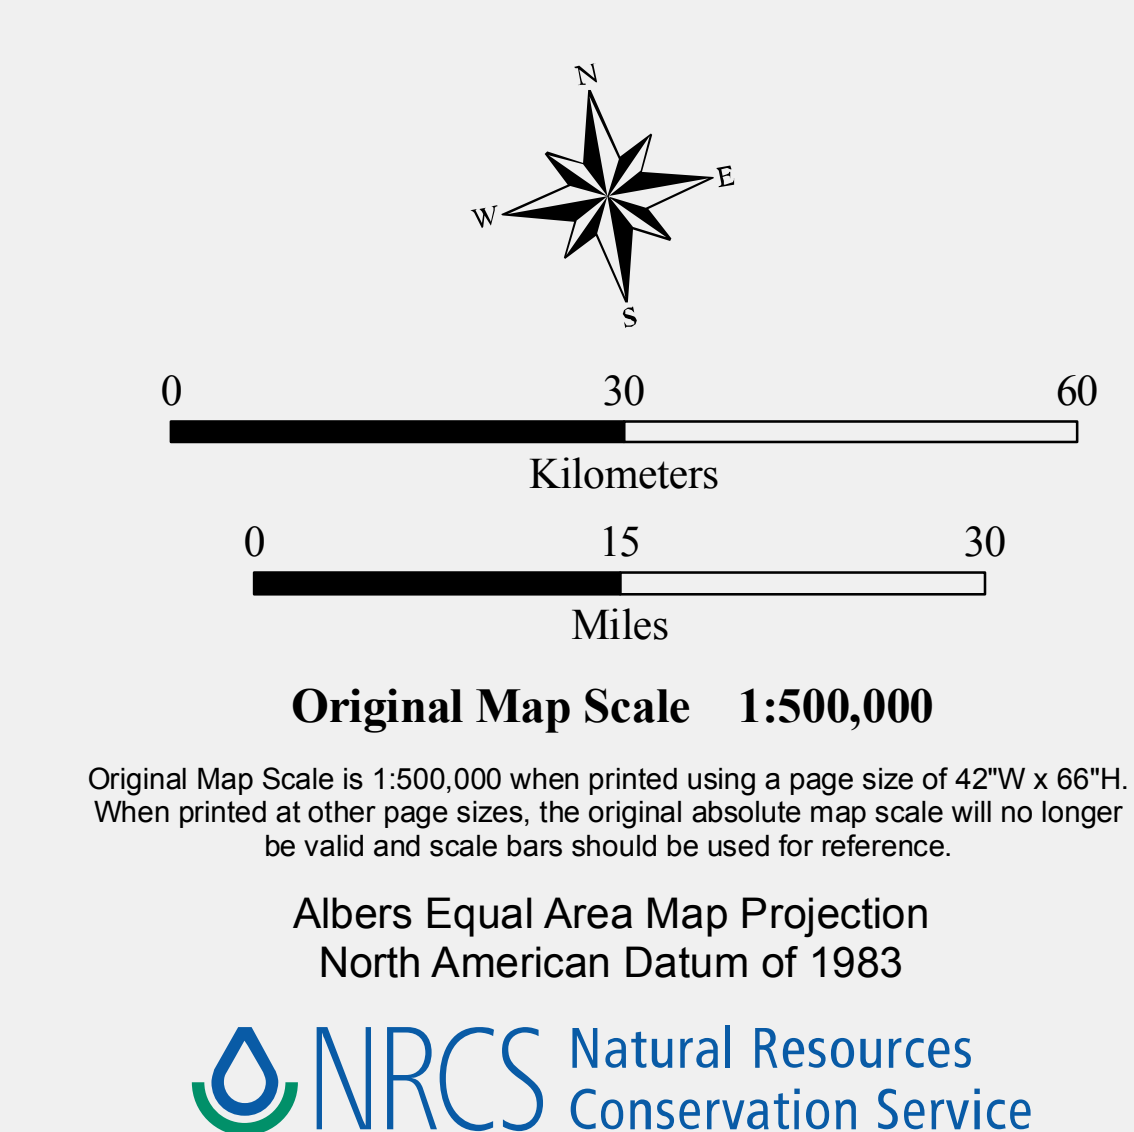 N
E
W
S
0 30 60
Kilometers
0 15 30
Miles
Original Map Scale 1:500,000
Original Map Scale is 1:500,000 when printed using a page size of 42"W x 66"H.
When printed at other page sizes, the original absolute map scale will no longer
be valid and scale bars should be used for reference.
Albers Equal Area Map Projection
North American Datum of 1983
NRCS Natural Resources
Conservation Service